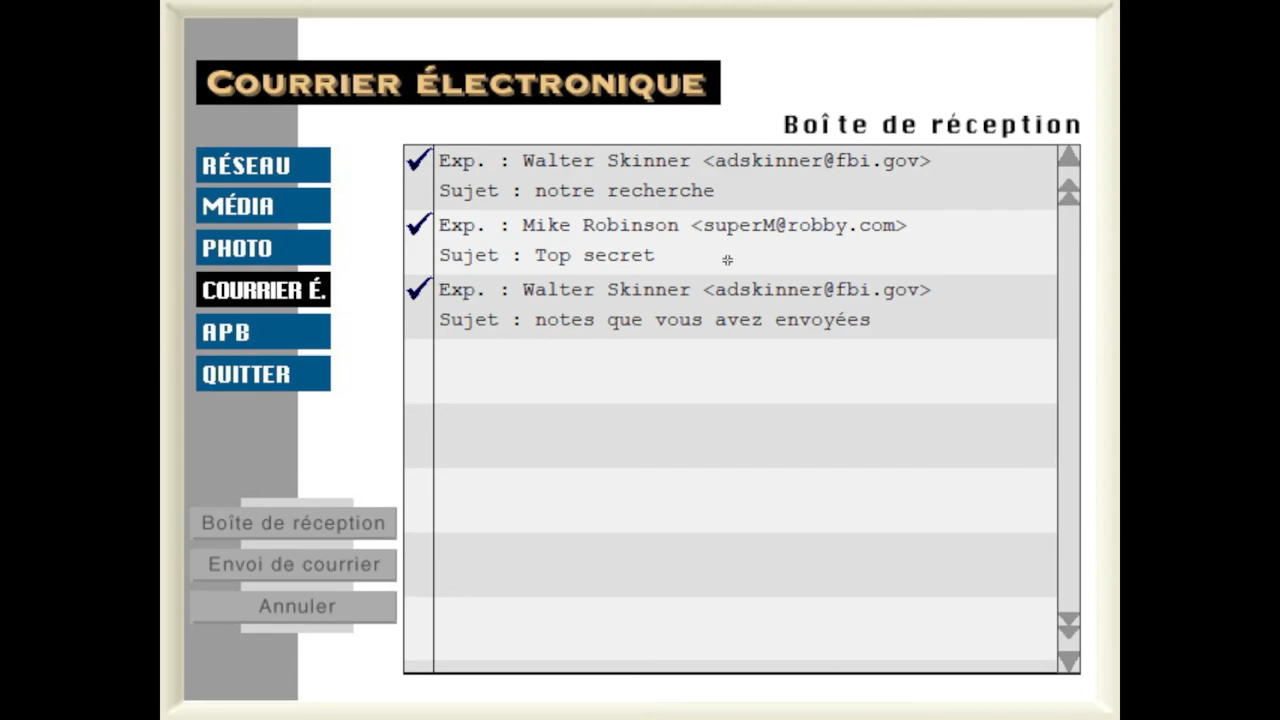 COURRIER ÉLECTRONIQUE
Boîte de réception
RÉSEAU
MÉDIA
PHOTO
COURRIER É.
APB
QUITTER
Boîte de réception
Envoi de courrier
Annuler
Exp. : Walter Skinner <adskinner@fbi.gov>
Sujet : notre recherche
Exp. : Mike Robinson <superM@robby.com>
Sujet : Top secret
Exp. : Walter Skinner <adskinner@fbi.gov>
Sujet : notes que vous avez envoyées